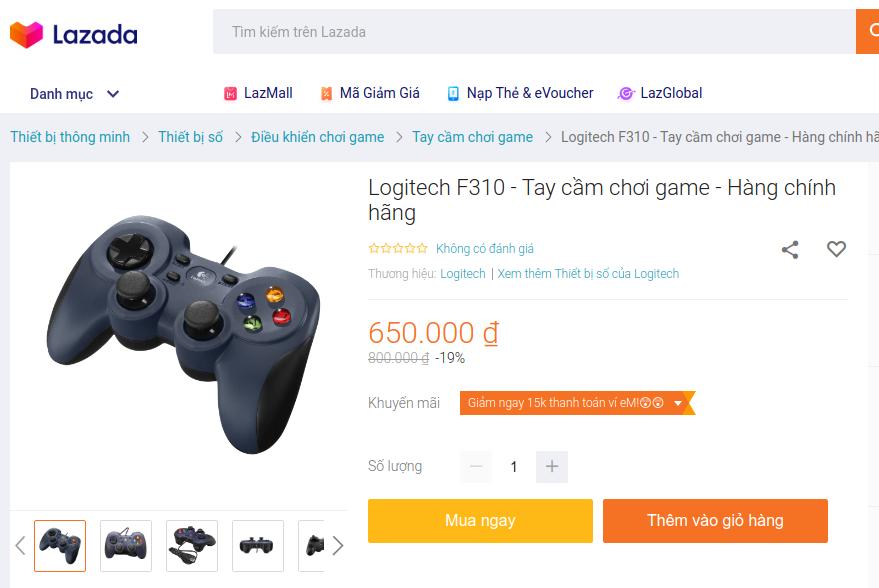 Lazada
Tìm kiếm trên Lazada
Danh mục
LazMall
Mã Giảm Giá
Nạp Thẻ & eVoucher
LazGlobal
Thiết bị thông minh > Thiết bị số > Điều khiển chơi game > Tay cầm chơi game > Logitech F310 - Tay cầm chơi game - Hàng chính
Logitech F310 - Tay cầm chơi game - Hàng chính
hãng
Không có đánh giá
Thương hiệu: Logitech | Xem thêm Thiết bị số của Logitech
650.000 ₫
800.000 ₫ -19%
Khuyến mãi
Giảm ngay 15k thanh toán ví eM!😲😲
Số lượng
1
Mua ngay
Thêm vào giỏ hàng